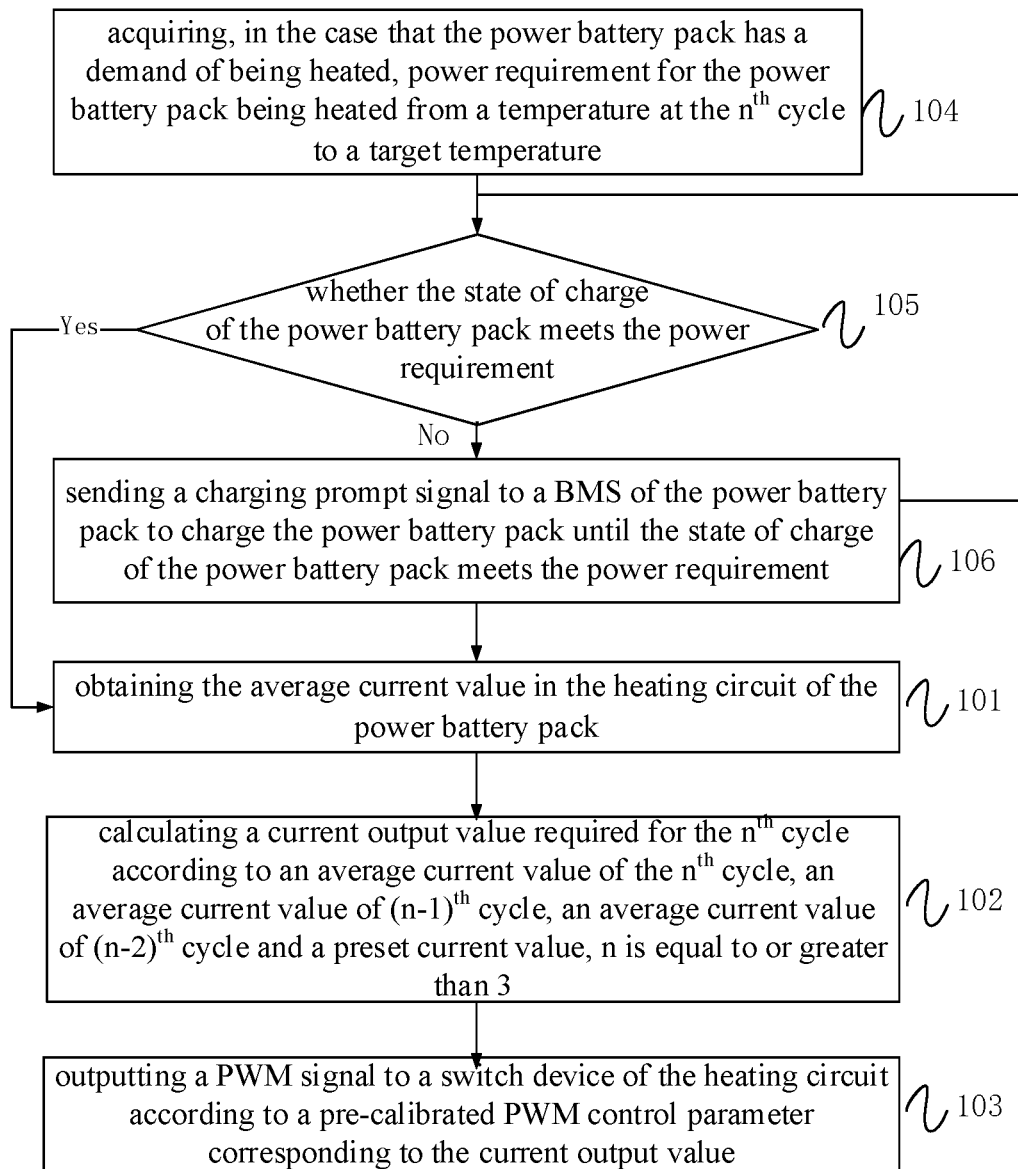 acquiring, in the case that the power battery pack has a
demand of being heated, power requirement for the power
battery pack being heated from a temperature at the nth cycle
to a target temperature
104
whether the state of charge
of the power battery pack meets the power
requirement
105
Yes
No
sending a charging prompt signal to a BMS of the power battery
pack to charge the power battery pack until the state of charge
of the power battery pack meets the power requirement
106
obtaining the average current value in the heating circuit of the
power battery pack
101
calculating a current output value required for the nth cycle
according to an average current value of the nth cycle, an
average current value of (n-1)th cycle, an average current value
of (n-2)th cycle and a preset current value, n is equal to or greater
than 3
102
outputting a PWM signal to a switch device of the heating circuit
according to a pre-calibrated PWM control parameter
corresponding to the current output value
103